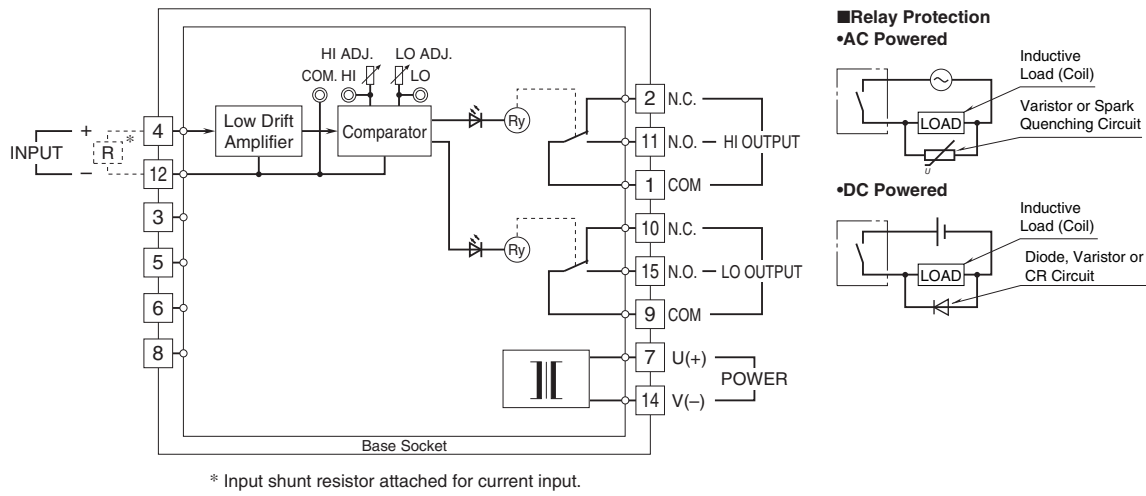 HI ADJ. LO ADJ.
COM. HI LO
Low Drift
Amplifier
Comparator
Ry
Ry
INPUT
+
−
R
*
4
12
3
5
6
8
2 N.C.
11 N.O. HI OUTPUT
1 COM
10 N.C.
15 N.O. LO OUTPUT
9 COM
7 U(+)
POWER
14 V(–)
Base Socket
* Input shunt resistor attached for current input.
■Relay Protection
•AC Powered
Inductive
Load (Coil)
LOAD
Varistor or Spark
Quenching Circuit
U
•DC Powered
Inductive
Load (Coil)
LOAD
Diode, Varistor or
CR Circuit